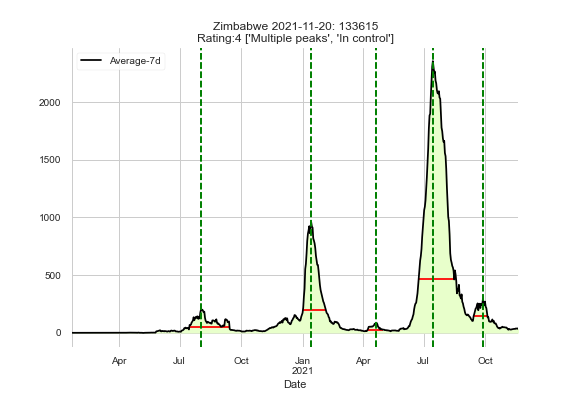 Zimbabwe 2021-11-20: 133615
Rating:4 ['Multiple peaks', 'In control']
Average-7d
2000
1500
1000
500
0
Apr Jul Oct Jan Apr Jul Oct
2021
Date